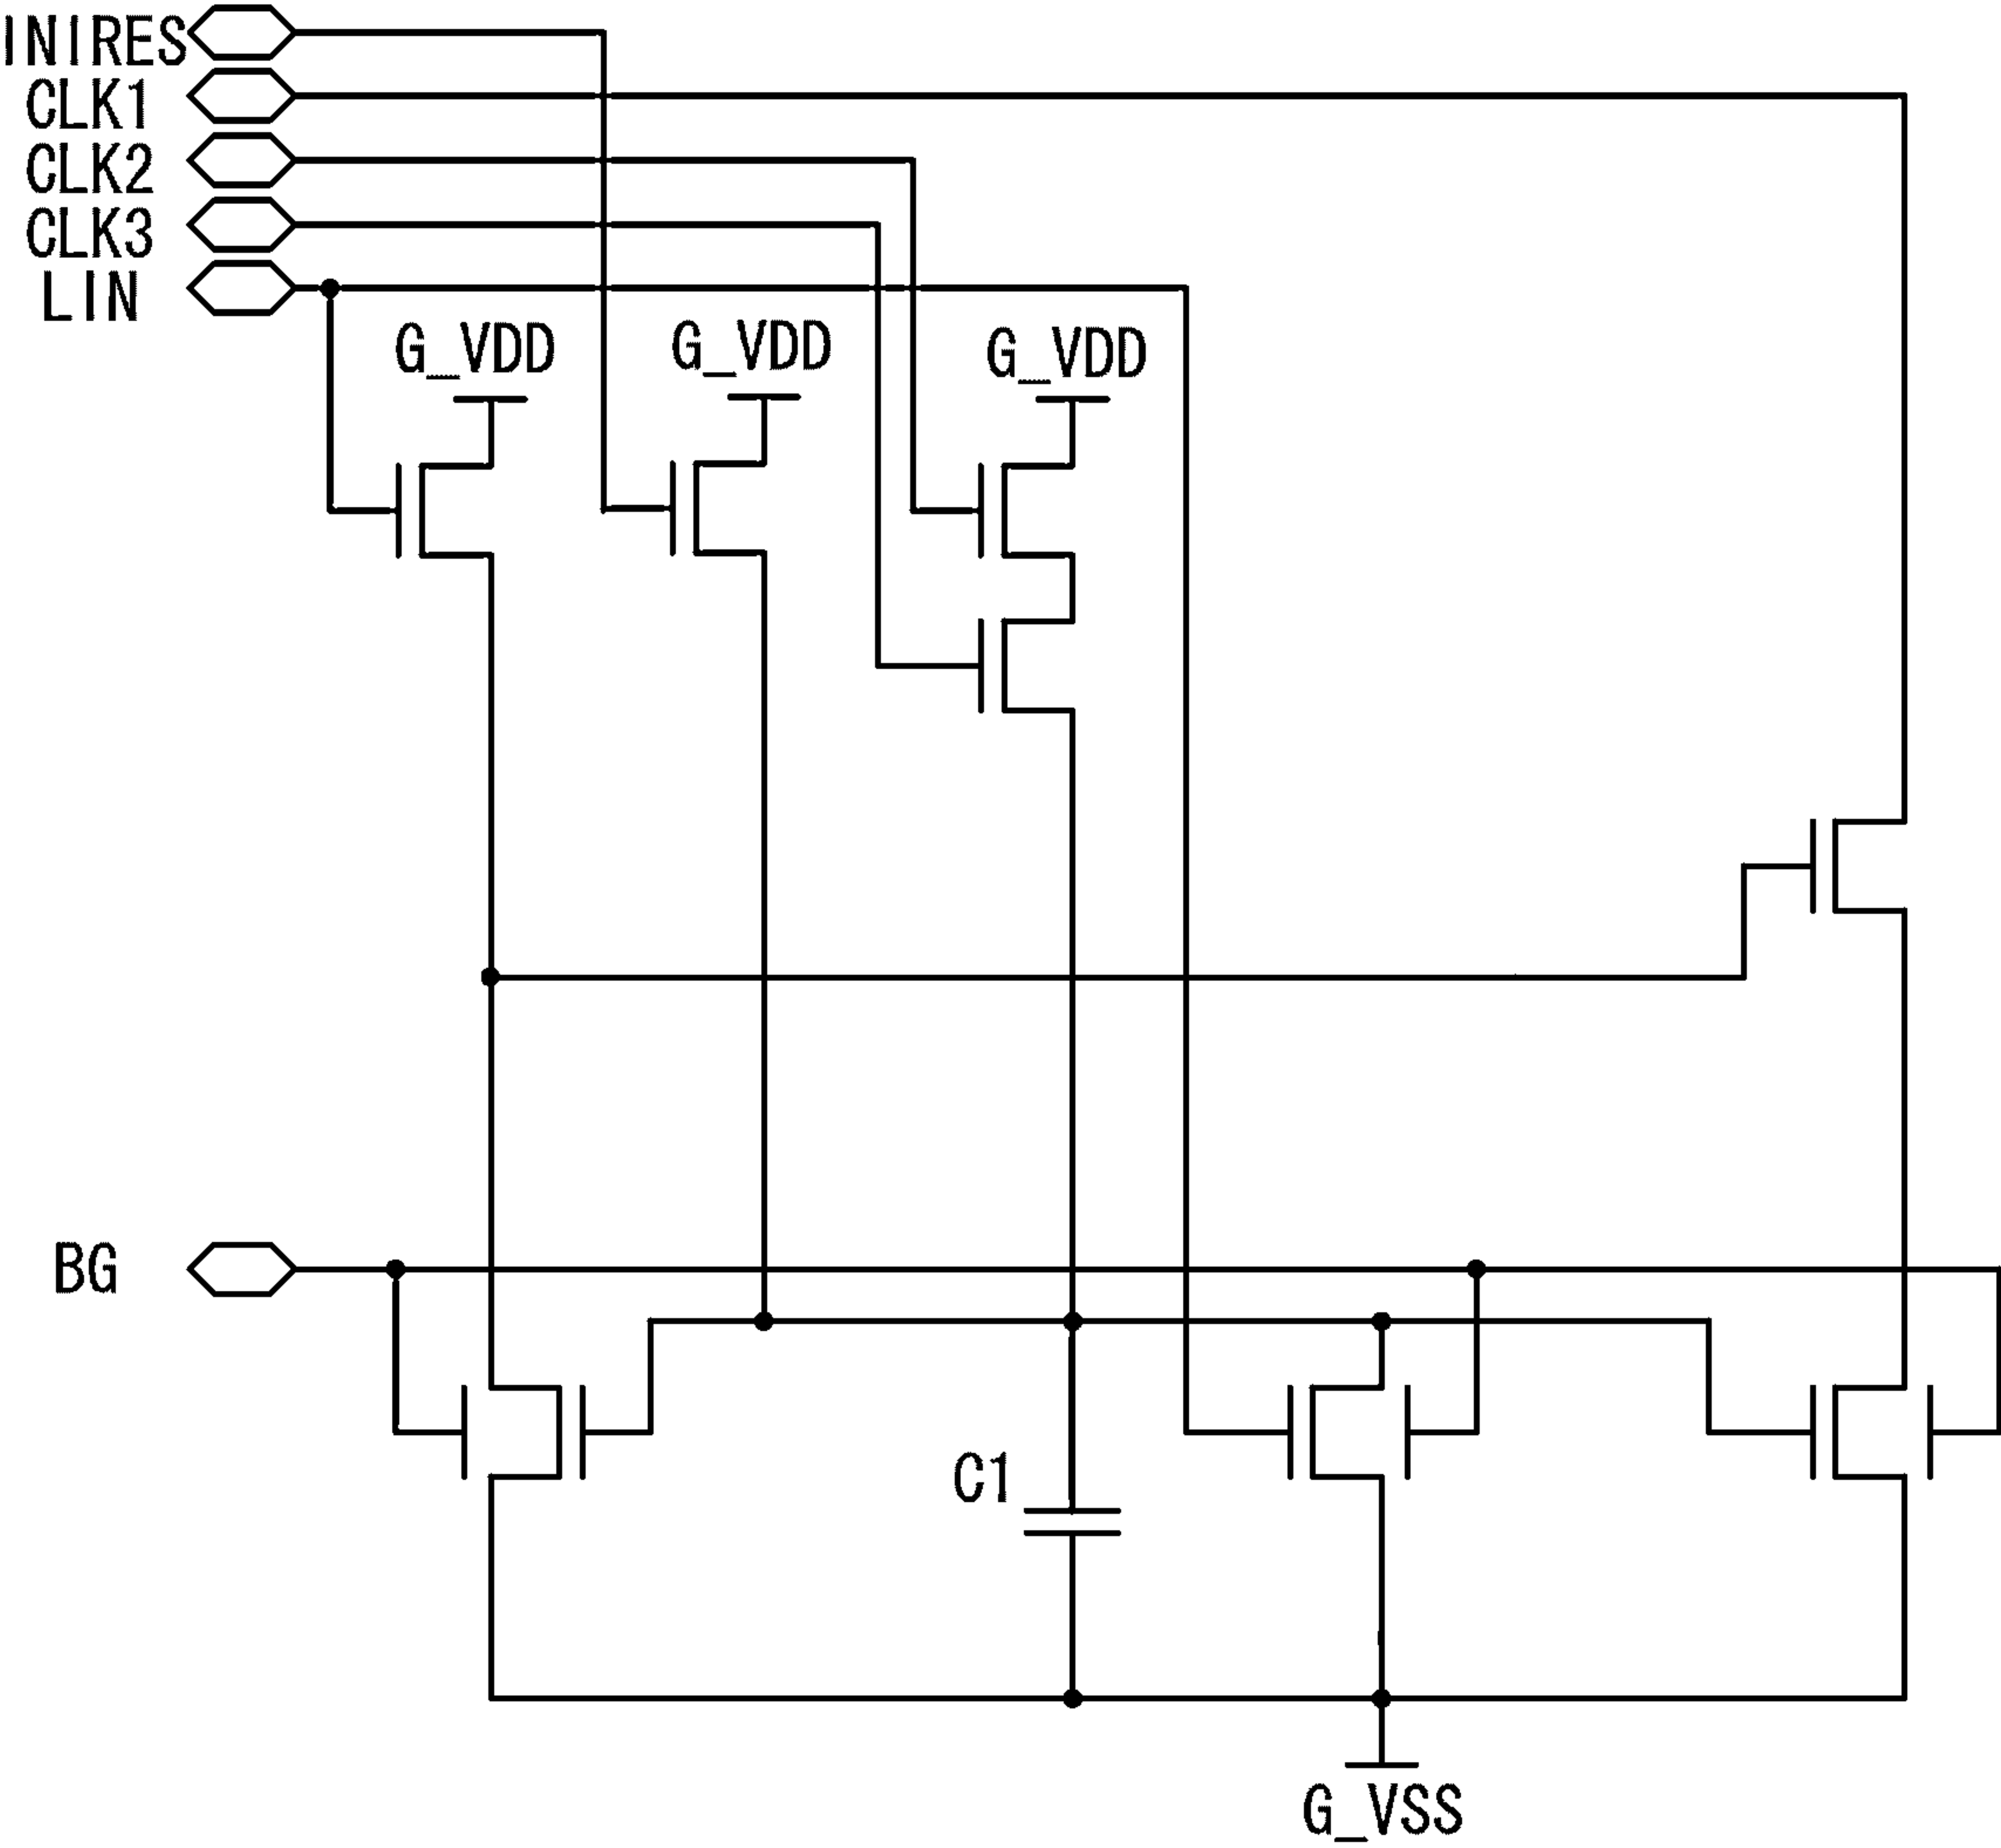 INIRES
CLK1
CLK2
CLK3
LIN
G_VDD G_VDD G_VDD
BG
C1
G_VSS